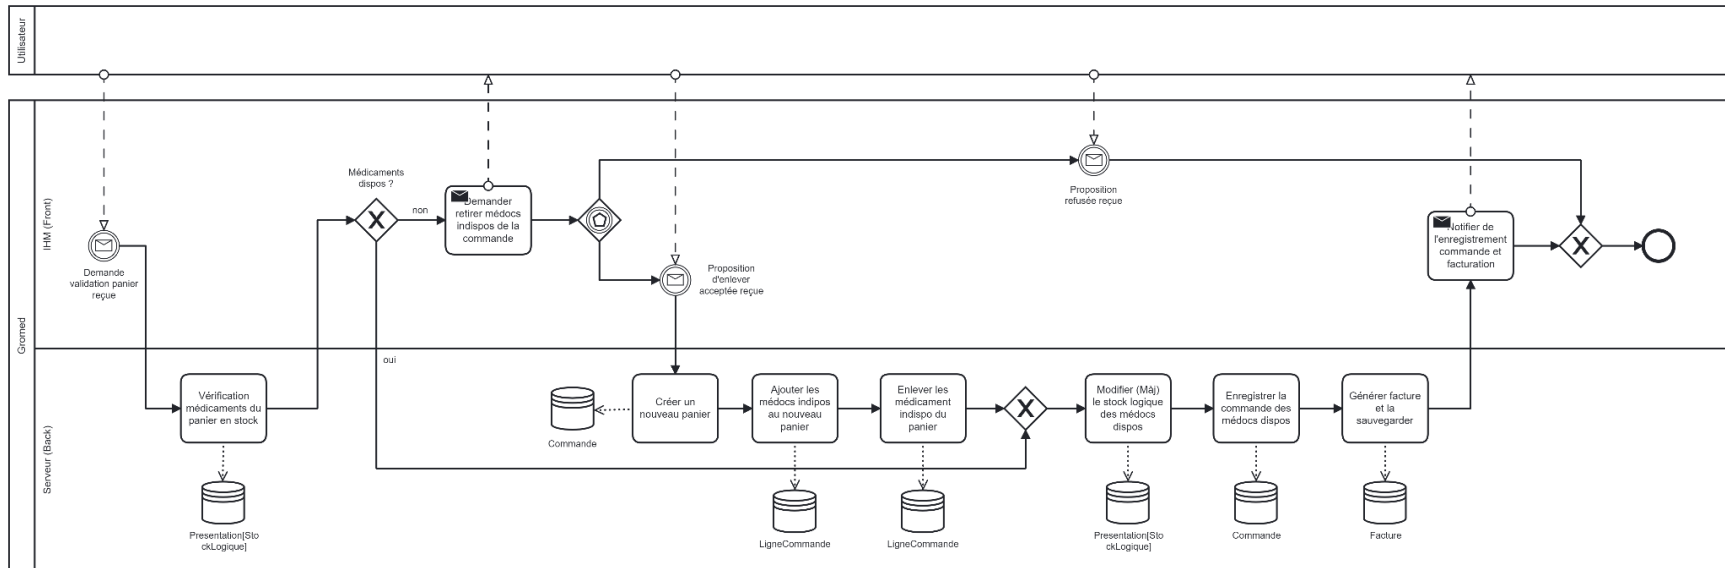 Utilisateur
Gromed
IHM (Front)
Demande
validation panier
reçue
Médicaments
dispos ?
non
oui
Demander
retirer médocs
indispos de la
commande
Proposition
d'enlever
acceptée reçue
Proposition
refusée reçue
Notifier de
l'enregistrement
commande et
facturation
Serveur (Back)
Vérification
médicaments du
panier en stock
Presentation[Sto
ckLogique]
Commande
Créer un
nouveau panier
Ajouter les
médocs indipos
au nouveau
panier
LigneCommande
Enlever les
médicament
indispo du
panier
LigneCommande
Modifier (Màj)
le stock logique
des médocs
dispos
Presentation[Sto
ckLogique]
Enregistrer la
commande des
médocs dispos
Commande
Générer facture
et la
sauvegarder
Facture